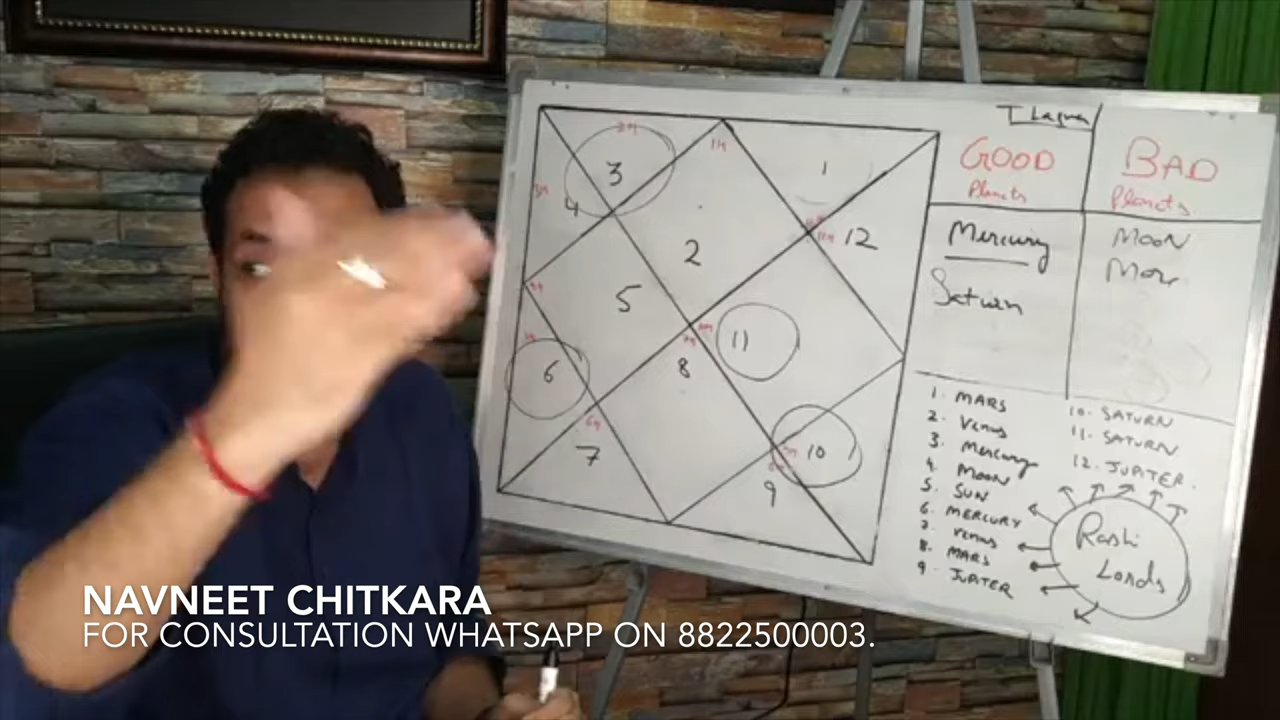 T Lagna
GOOD
Planets
BAD
Planets
Mercury
Saturn
MOON
3
4
2
1
12
5
11
6
8
7
10
9
1. MARS
2. Venus
3. Mercury
4. MOON
5. SUN
6. MERCURY
7. Venus
8. MARS
9 JUPITER
10. SATURN
11. SATURN
12. JUPITER.
Rashi
Lords
NAVNEET CHITKARA
FOR CONSULTATION WHATSAPP ON 8822500003.